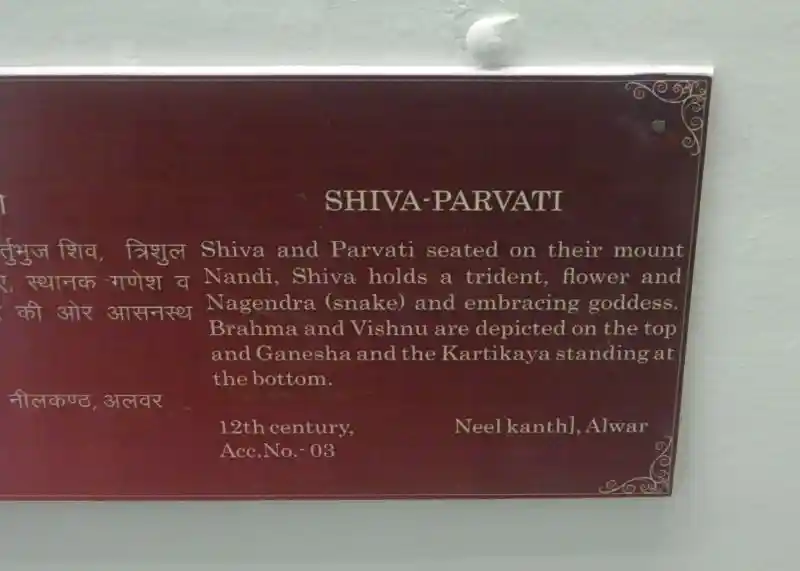 र्तुभुज शिव, त्रिशूल
स्थानक गणेश व
की ओर आसनस्थ
नीलकण्ठ, अलवर
SHIVA-PARVATI
Shiva and Parvati seated on their mount
Nandi, Shiva holds a trident, flower and
Nagendra (snake) and embracing goddess.
Brahma and Vishnu are depicted on the top
and Ganesha and the Kartikaya standing at
the bottom.
12th century, Neelkanth], Alwar
Acc.No.- 03